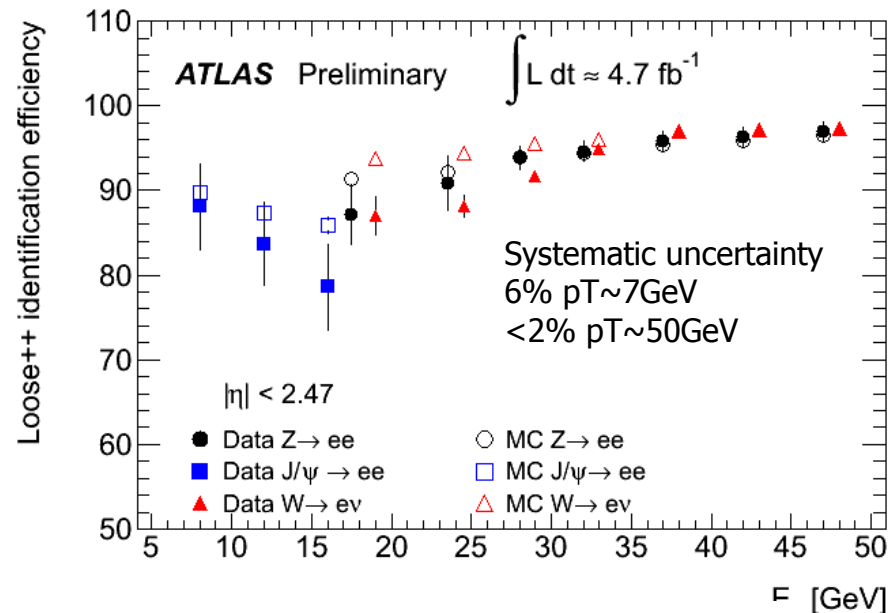 ATLAS Preliminary ∫L dt ≈ 4.7 fb⁻¹
Loose++ identification efficiency
110
100
90
80
70
60
50
Systematic uncertainty
6% pT~7GeV
<2% pT~50GeV
|η| < 2.47
Data Z→ ee
MC Z→ ee
Data J/ψ → ee
MC J/ψ→ ee
Data W→ eν
MC W→ eν
5 10 15 20 25 30 35 40 45 50
[GeV]